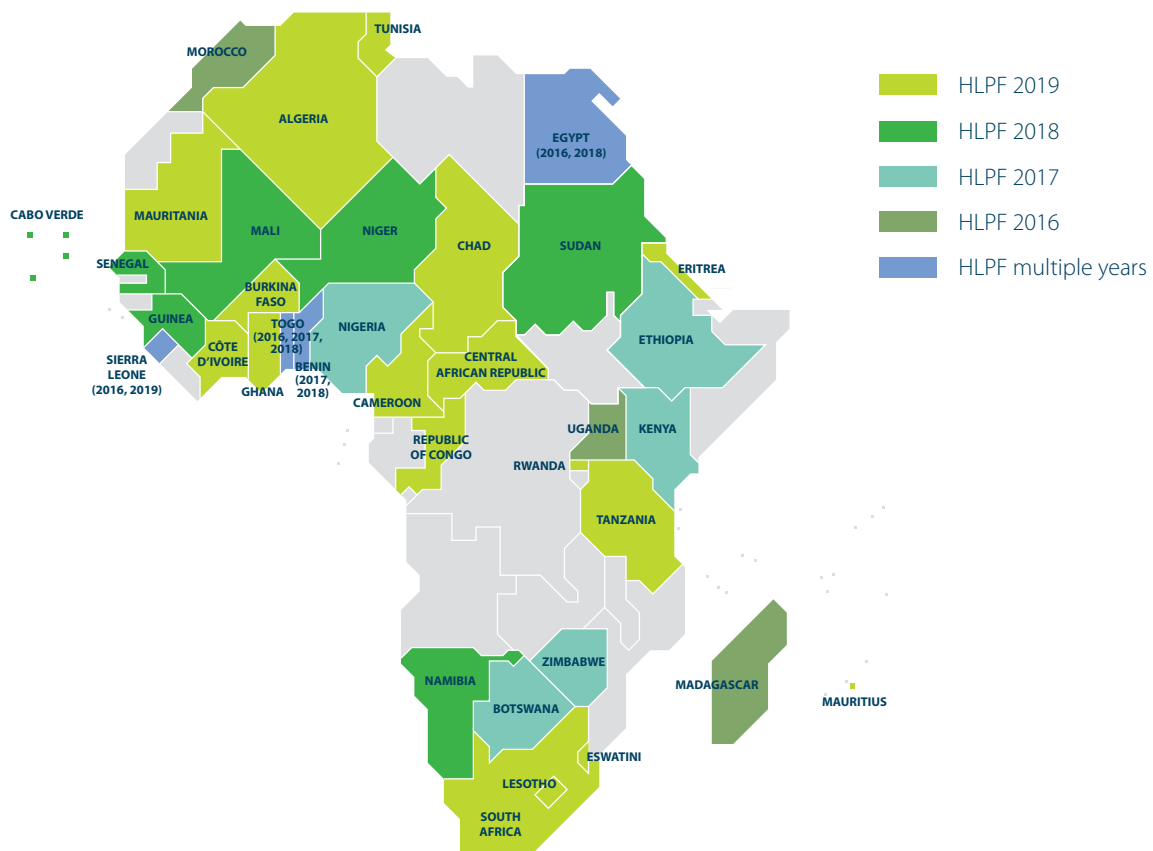 TUNISIA
MOROCCO
ALGERIA
EGYPT
(2016, 2018)
CABO VERDE
MAURITANIA
MALI
NIGER
CHAD
SUDAN
SENEGAL
ERITREA
BURKINA
FASO
GUINEA
TOGO
(2016, 2017,
2018)
NIGERIA
ETHIOPIA
CÔTE
D'IVOIRE
SIERRA
LEONE
(2016, 2019)
BENIN
(2017,
2018)
CENTRAL
AFRICAN REPUBLIC
GHANA
CAMEROON
UGANDA
KENYA
REPUBLIC
OF CONGO
RWANDA
TANZANIA
ZIMBABWE
NAMIBIA
MADAGASCAR
MAURITIUS
BOTSWANA
ESWATINI
LESOTHO
SOUTH
AFRICA
HLPF 2019
HLPF 2018
HLPF 2017
HLPF 2016
HLPF multiple years